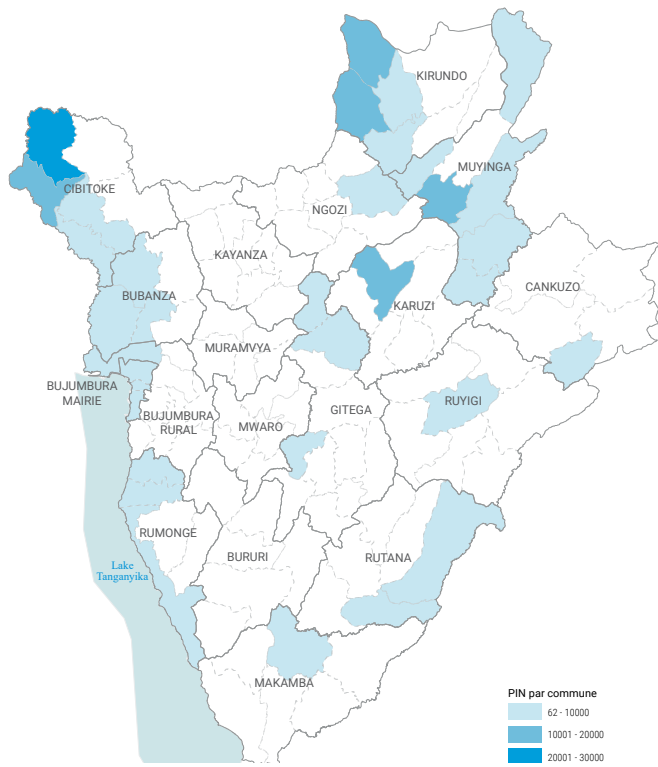 KIRUNDO
MUYINGA
CIBITOKE
NGOZI
KAYANZA
CANKUZO
BUBANZA
KARUZI
MURAMVYA
BUJUMBURA
MAIRIE
BUJUMBURA
RURAL
MWARO
GITEGA
RUYIGI
RUMONGE
BURURI
RUTANA
Lake
Tanganyika
MAKAMBA
PIN par commune
62 - 10000
10001 - 20000
20001 - 30000